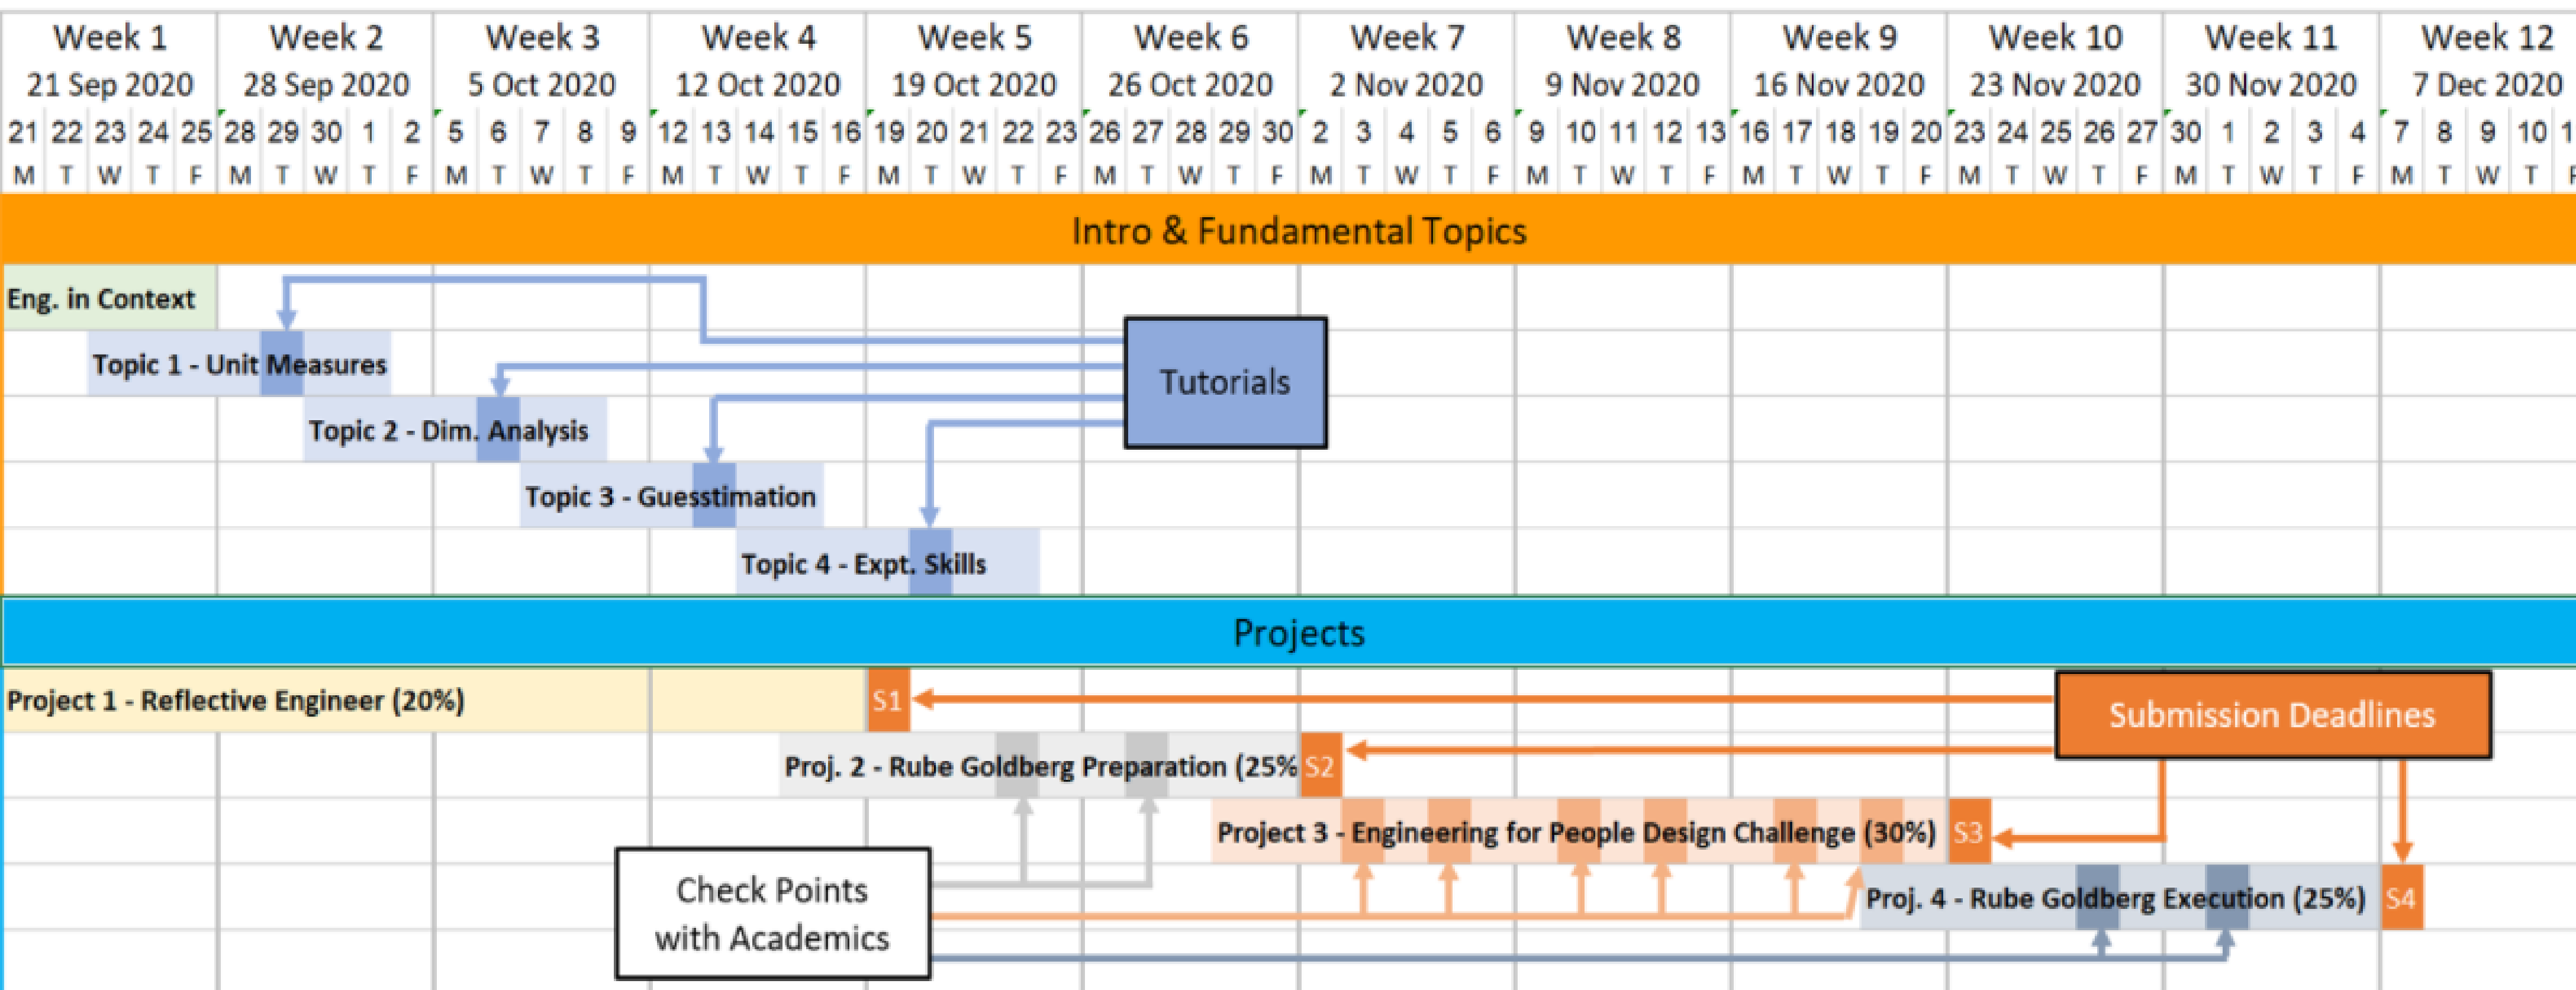 Week 1 Week 2 Week 3 Week 4 Week 5 Week 6 Week 7 Week 8 Week 9 Week 10 Week 11 Week 12
21 Sep 2020 28 Sep 2020 5 Oct 2020 12 Oct 2020 19 Oct 2020 26 Oct 2020 2 Nov 2020 9 Nov 2020 16 Nov 2020 23 Nov 2020 30 Nov 2020 7 Dec 2020
21 22 23 24 25 28 29 30 1 2 5 6 7 8 9 12 13 14 15 16 19 20 21 22 23 26 27 28 29 30 2 3 4 5 6 9 10 11 12 13 16 17 18 19 20 23 24 25 26 27 30 1 2 3 4 7 8 9 10
M T W T F M T W T F M T W T F M T W T F M T W T F M T W T F M T W T F M T W T F M T W T F M T W T F M T W T F M T W T
Intro & Fundamental Topics
Eng. in Context
Topic 1 - Unit Measures
Tutorials
Topic 2 - Dim. Analysis
Topic 3 - Guesstimation
Topic 4 - Expt. Skills
Projects
Project 1 - Reflective Engineer (20%) S1
Submission Deadlines
Proj. 2 - Rube Goldberg Preparation (25% S2
Project 3 - Engineering for People Design Challenge (30%) S3
Check Points
with Academics
Proj. 4 - Rube Goldberg Execution (25%) S4